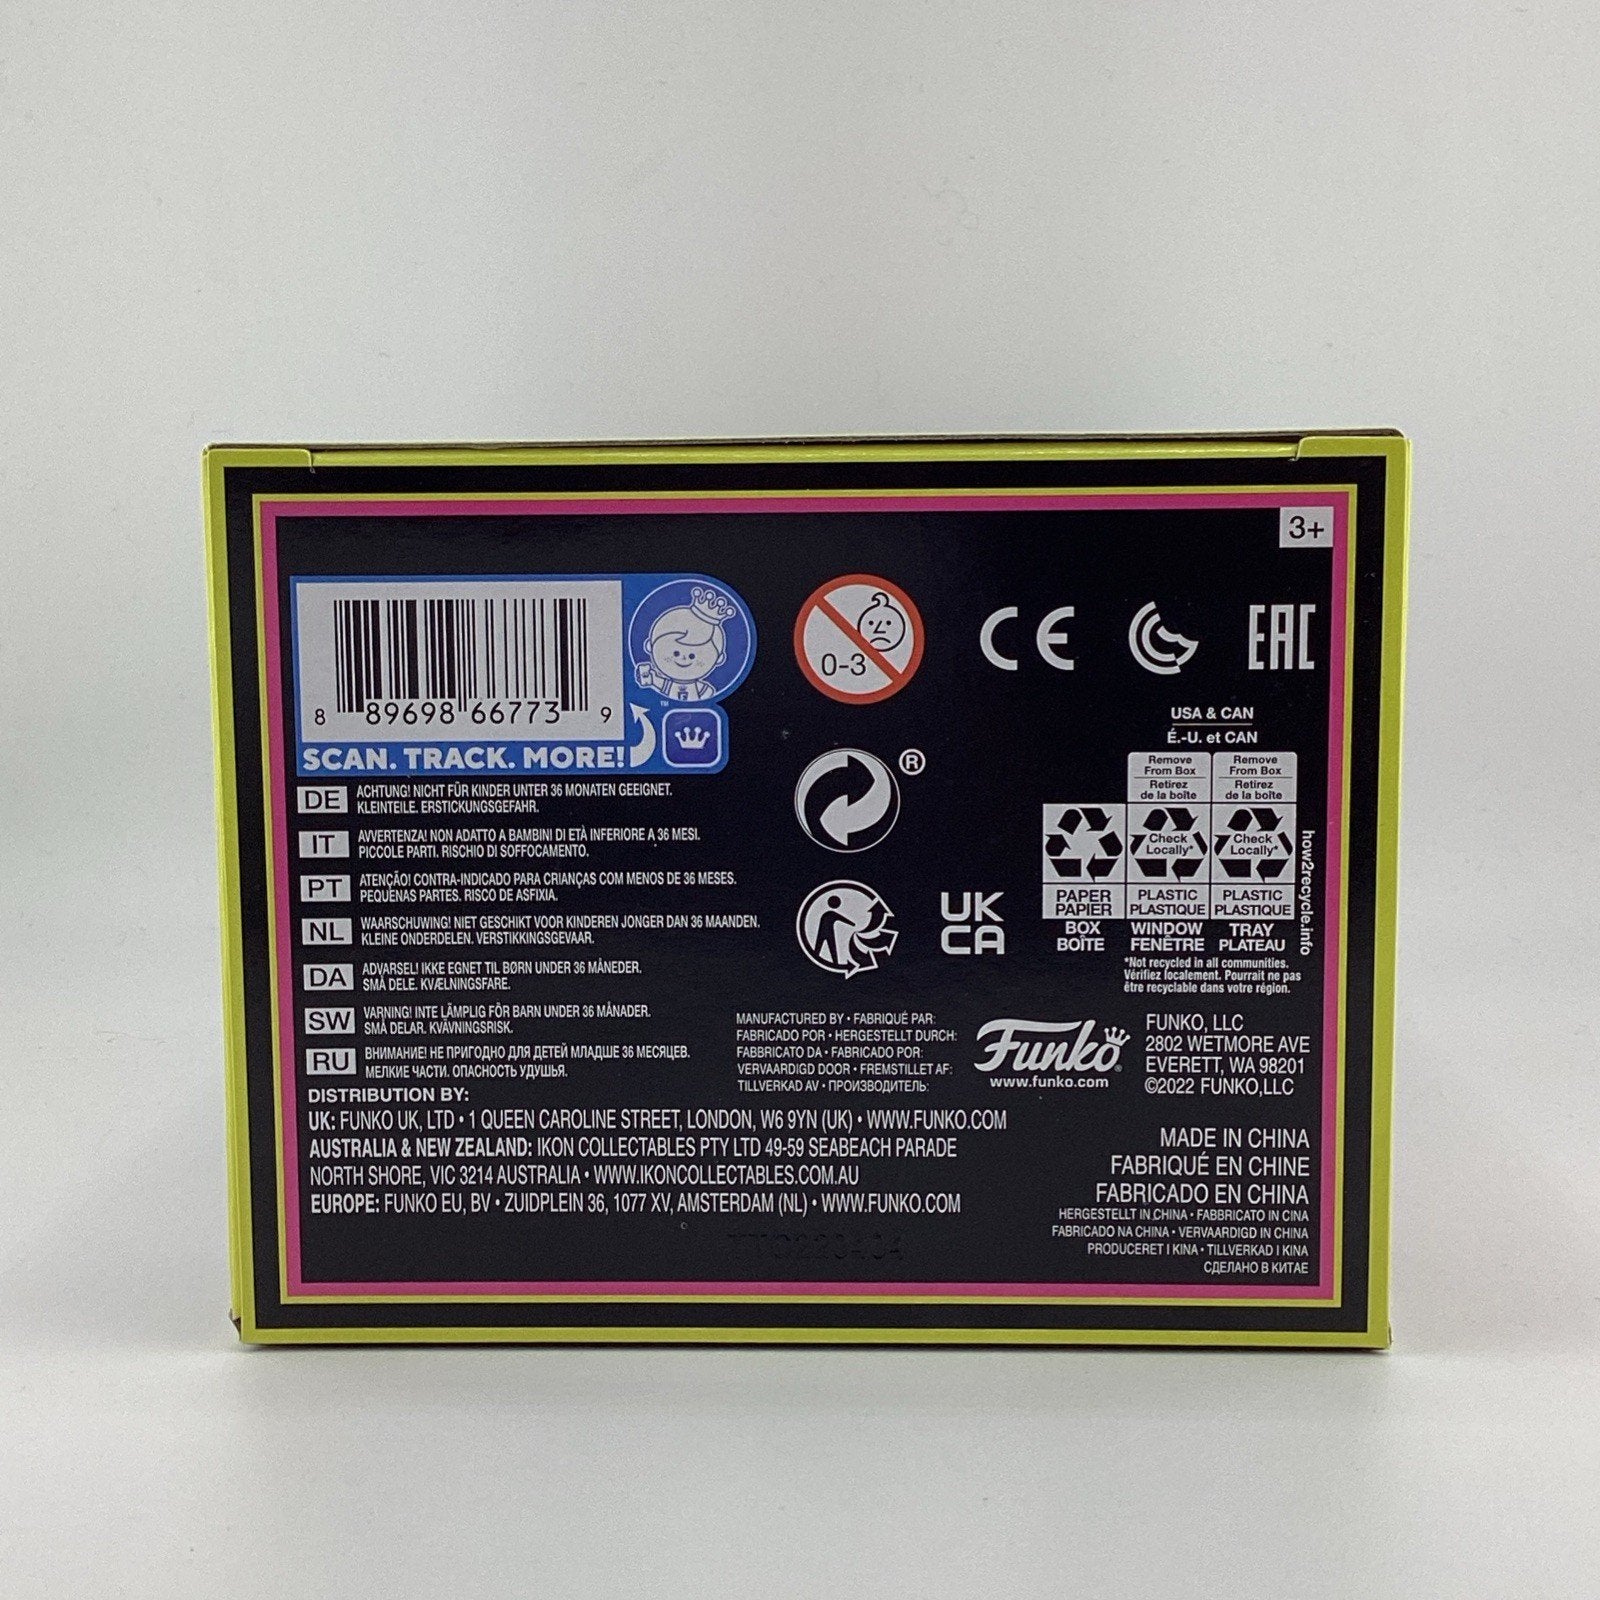 3+
8 89698 66773 9
™
SCAN. TRACK. MORE!
0-3
CE
EAC
USA & CAN
É.-U. et CAN
Remove
From Box
Retirez
de la boîte
Remove
From Box
Retirez
de la boîte
Check
Locally*
Check
Locally*
PAPER
PAPIER
PLASTIC
PLASTIQUE
PLASTIC
PLASTIQUE
BOX
BOÎTE
WINDOW
FENÊTRE
TRAY
PLATEAU
how2recycle.info
*Not recycled in all communities.
Vérifiez localement. Pourrait ne pas
être recyclable dans votre région.
®
UK
CA
DE ACHTUNG! NICHT FÛR KINDER UNTER 36 MONATEN GEEIGNET.
KLEINTEILE. ERSTICKUNGSGEFAHR.
IT AVVERTENZA! NON ADATTO A BAMBINI DI ETÀ INFERIORE A 36 MESI.
PICCOLE PARTI. RISCHIO DI SOFFOCAMENTO.
PT ATENÇÃO! CONTRA-INDICADO PARA CRIANÇAS COM MENOS DE 36 MESES.
PEQUENAS PARTES. RISCO DE ASFIXIA.
NL WAARSCHUWING! NIET GESCHIKT VOOR KINDEREN JONGER DAN 36 MAANDEN.
KLEINE ONDERDELEN. VERSTIKKINGSGEVAAR.
DA ADVARSEL! IKKE EGNET TIL BØRN UNDER 36 MÅNEDER.
SMÅ DELE. KVÆLNINGSFARE.
SW VARNING! INTE LÄMPLIG FÖR BARN UNDER 36 MÅNADER.
SMÅ DELAR. KVÄVNINGSRISK.
RU ВНИМАНИЕ! НЕ ПРИГОДНО ДЛЯ ДЕТЕЙ МЛАДШЕ 36 МЕСЯЦЕВ.
МЕЛКИЕ ЧАСТИ. ОПАСНОСТЬ УДУШЬЯ.
MANUFACTURED BY • FABRIQUÉ PAR:
FABRICADO POR • HERGESTELLT DURCH:
FABBRICATO DA • FABRICADO POR:
VERVAARDIGD DOOR • FREMSTILLET AF:
TILLVERKAD AV • ПРОИЗВОДИТЕЛЬ:
Funko®
www.funko.com
FUNKO, LLC
2802 WETMORE AVE
EVERETT, WA 98201
©2022 FUNKO,LLC
DISTRIBUTION BY:
UK: FUNKO UK, LTD • 1 QUEEN CAROLINE STREET, LONDON, W6 9YN (UK) • WWW.FUNKO.COM
AUSTRALIA & NEW ZEALAND: IKON COLLECTABLES PTY LTD 49-59 SEABEACH PARADE
NORTH SHORE, VIC 3214 AUSTRALIA • WWW.IKONCOLLECTABLES.COM.AU
EUROPE: FUNKO EU, BV • ZUIDPLEIN 36, 1077 XV, AMSTERDAM (NL) • WWW.FUNKO.COM
MADE IN CHINA
FABRIQUÉ EN CHINE
FABRICADO EN CHINA
HERGESTELLT IN CHINA • FABBRICATO IN CINA
FABRICADO NA CHINA • VERVAARDIGD IN CHINA
PRODUCERET I KINA • TILLVERKAD I KINA
СДЕЛАНО В КИТАЕ